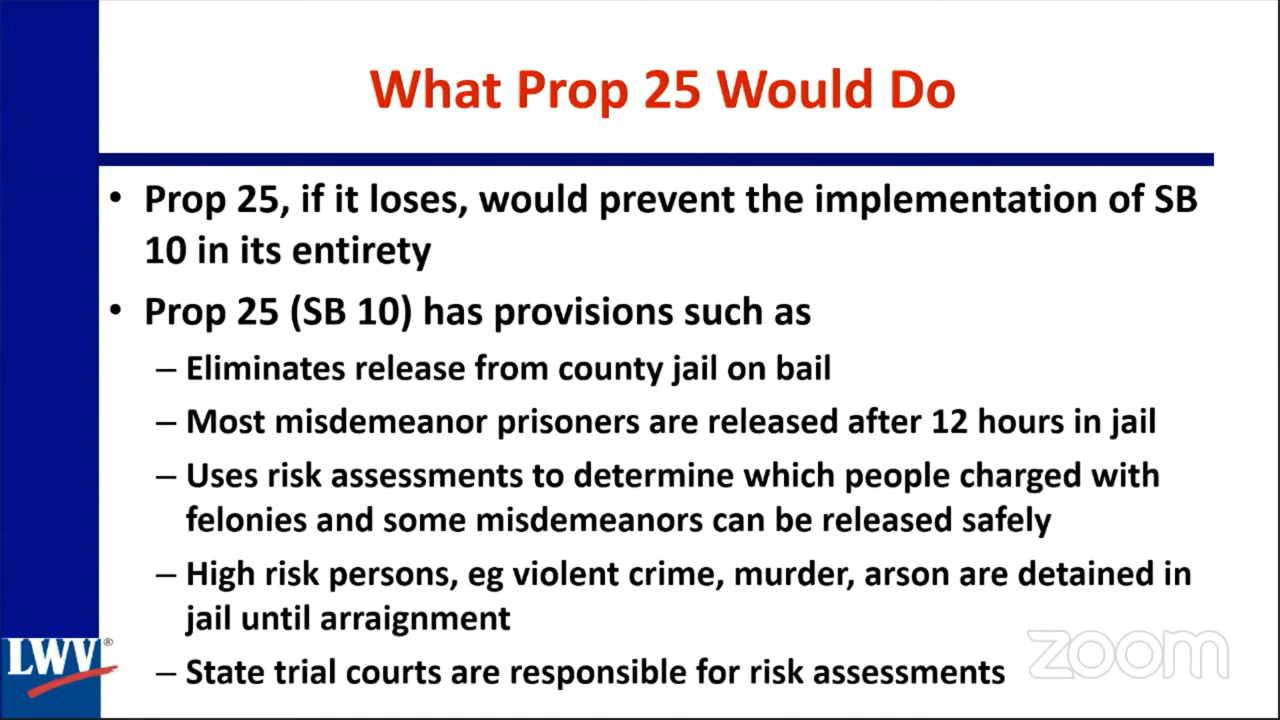 What Prop 25 Would Do
• Prop 25, if it loses, would prevent the implementation of SB
10 in its entirety
• Prop 25 (SB 10) has provisions such as
– Eliminates release from county jail on bail
– Most misdemeanor prisoners are released after 12 hours in jail
– Uses risk assessments to determine which people charged with
felonies and some misdemeanors can be released safely
– High risk persons, eg violent crime, murder, arson are detained in
jail until arraignment
– State trial courts are responsible for risk assessments
LWV®
zoom